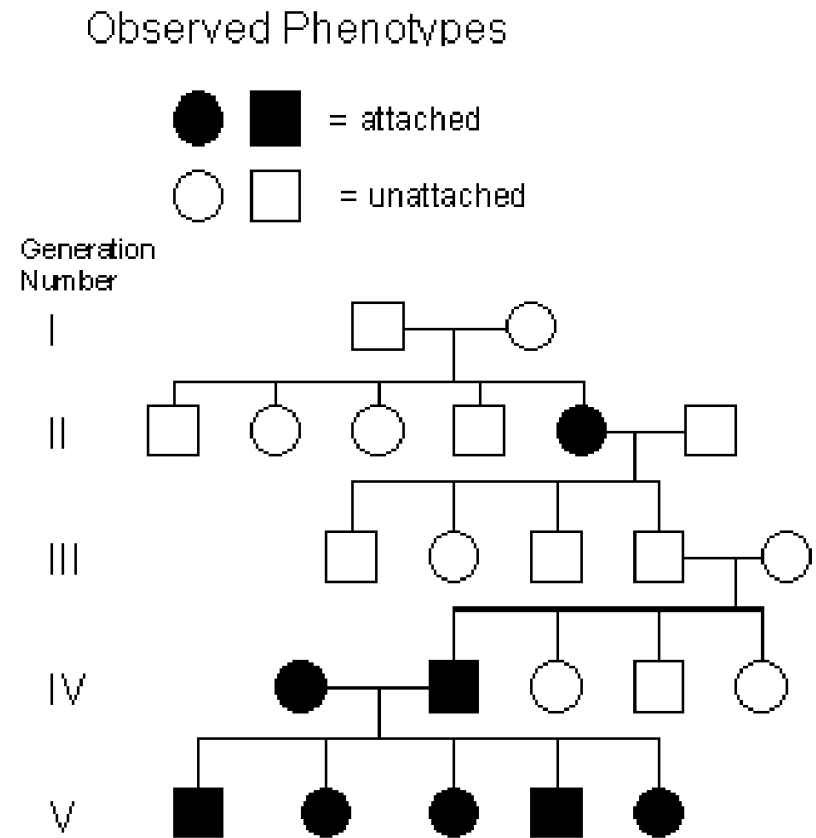 Observed Phenotypes
= attached
= unattached
Generation
Number
I
II
III
IV
V